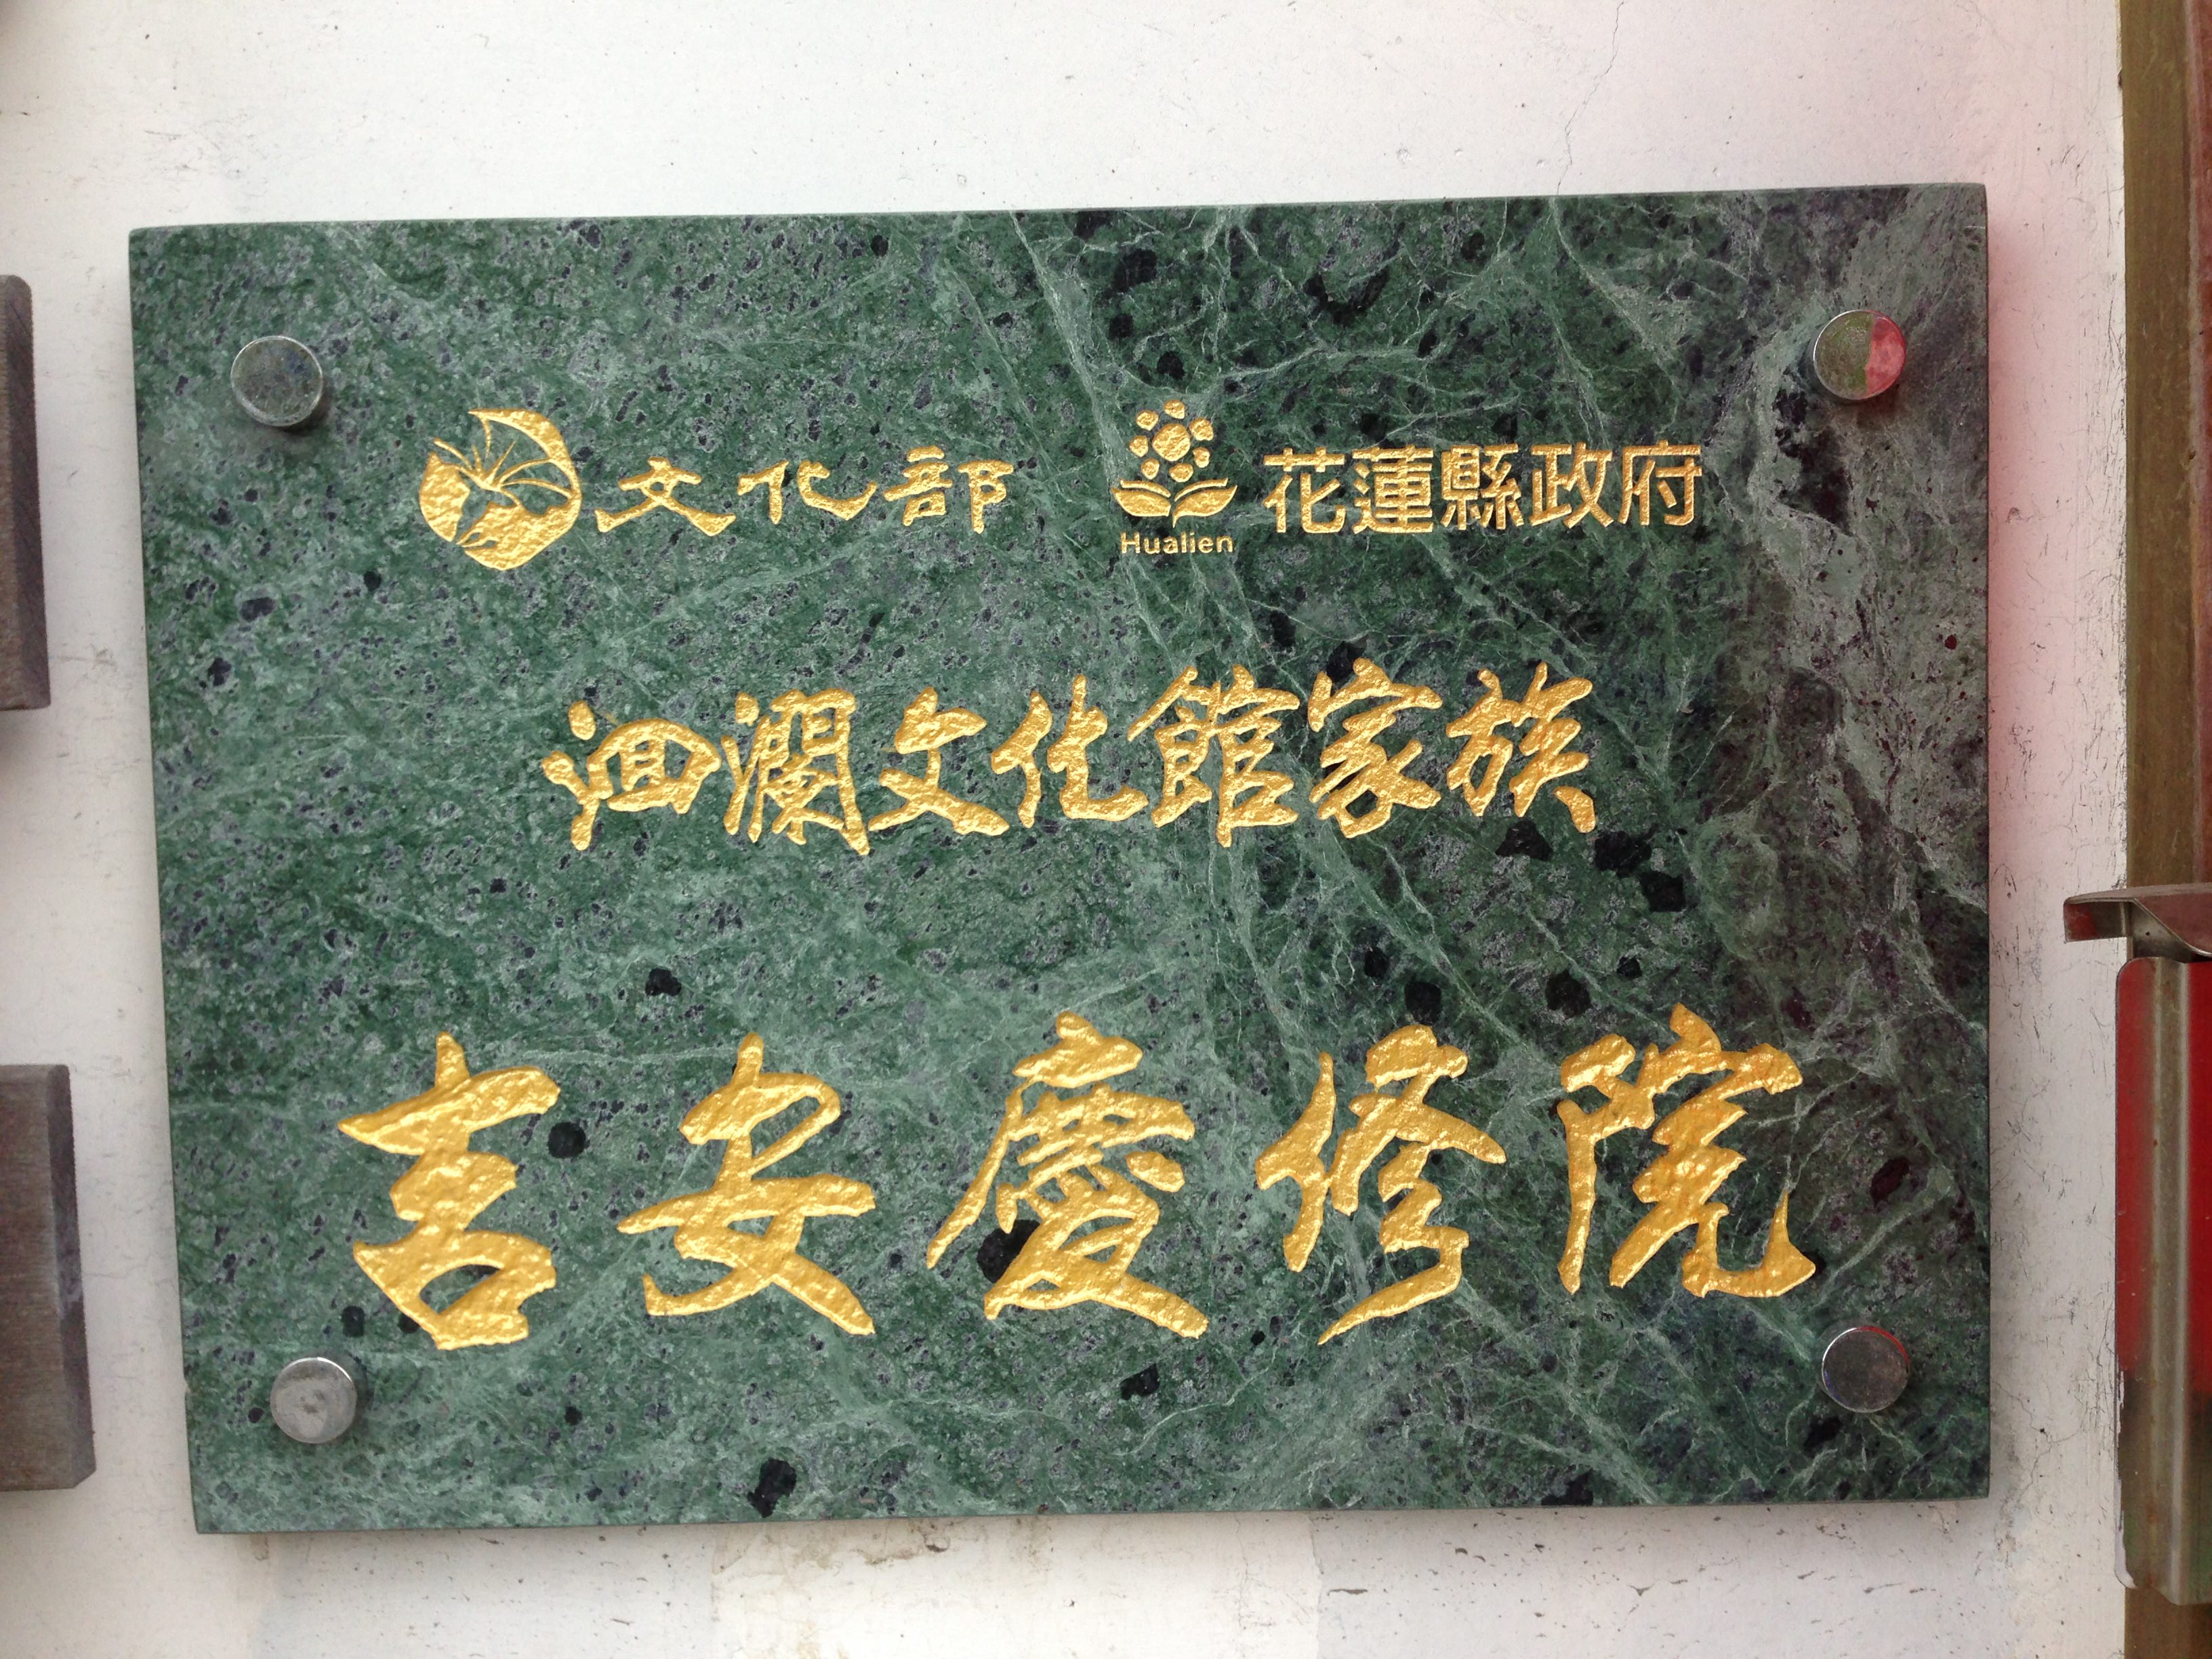 文化部 花蓮縣政府
Hualien
洄瀾文化館家族
吉安慶修院